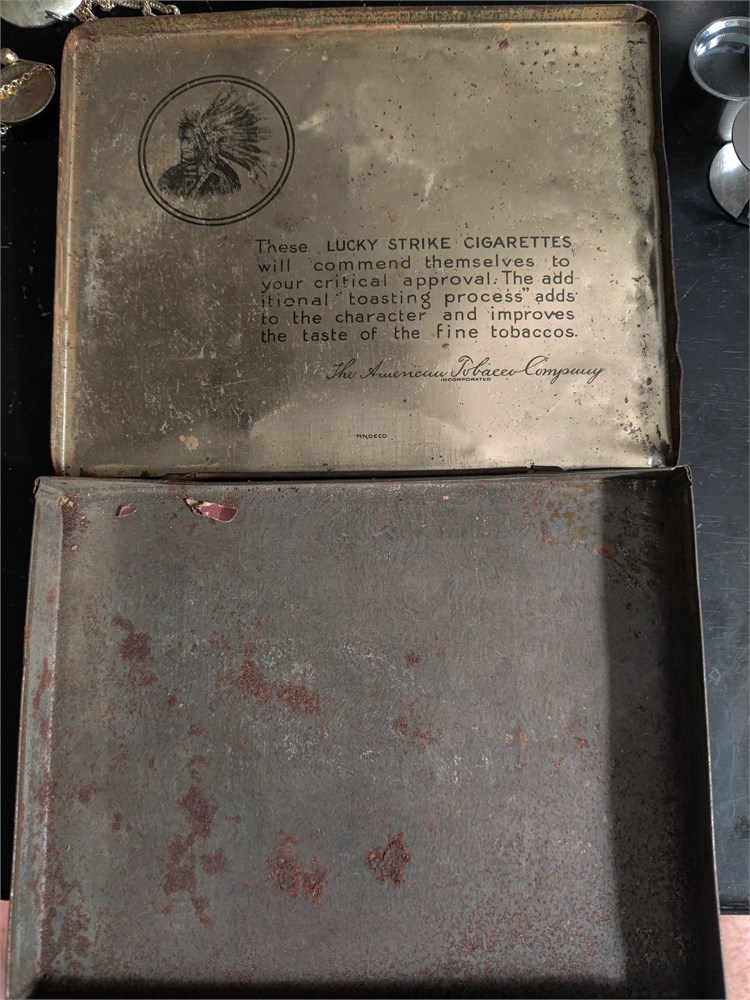 These LUCKY STRIKE CIGARETTES
will commend themselves to
your critical approval. The add
itional "toasting process" adds
to the character and improves
the taste of the fine tobaccos.
The American Tobacco Company
INCORPORATED